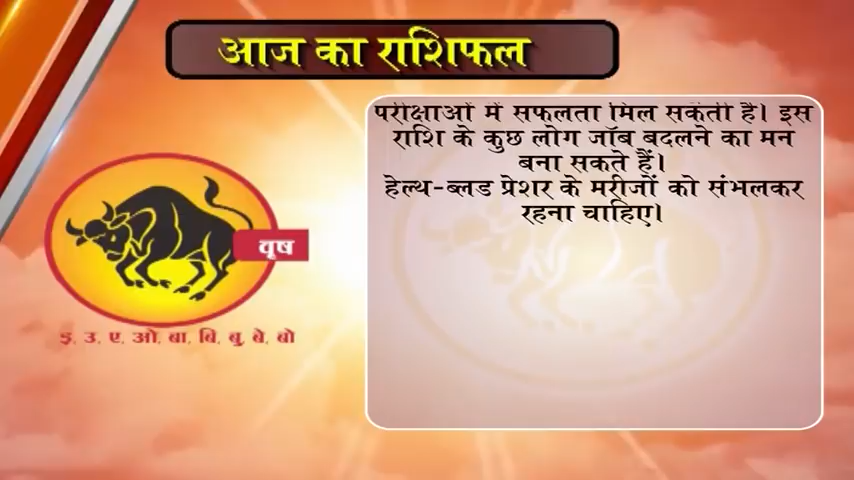 आज का राशिफल
परीक्षाओं में सफलता मिल सकती है। इस
राशि के कुछ लोग जॉब बदलने का मन
बना सकते हैं।
हेल्थ-ब्लड प्रेशर के मरीजों को संभलकर
रहना चाहिए।
वृष
इ, उ, ए, ओ, बा, बि, बु, बे, बो